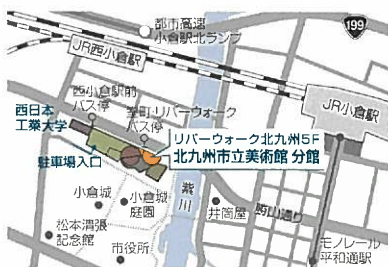 都市高速
小倉駅北ランプ
199
JR西小倉駅
JR小倉駅
西小倉駅前
バス停
室町・リバーウォーク
バス停
西日本
工業大学
リバーウォーク北九州5F
北九州市立美術館 分館
駐車場入口
小倉城
小倉城
庭園
紫川
井筒屋
勝山通り
松本清張
記念館
市役所
モノレール
平和通駅